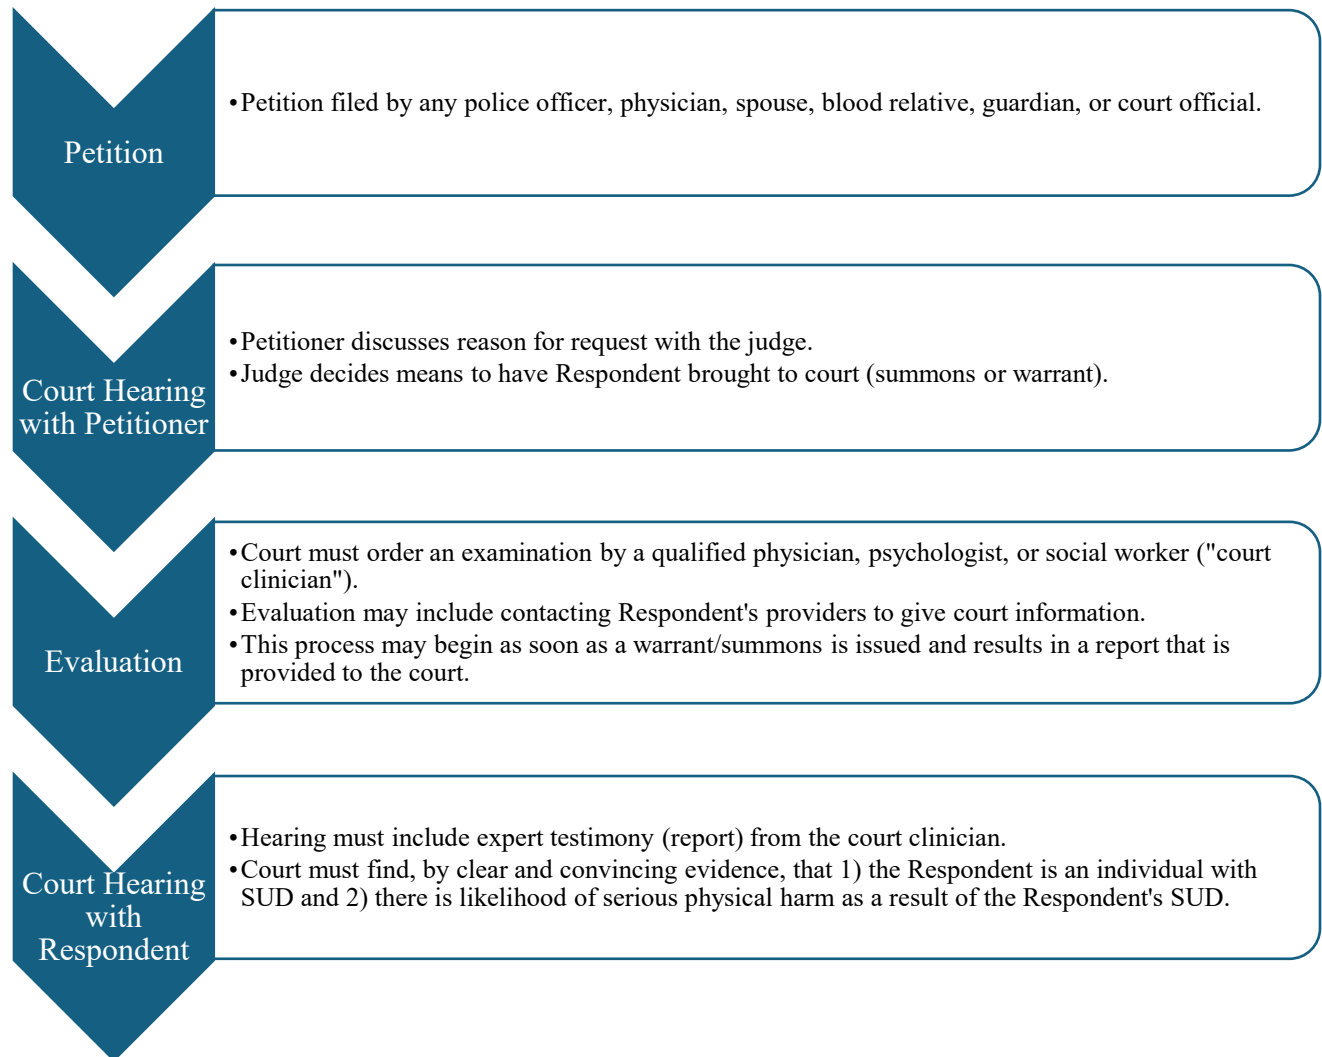 Petition
•Petition filed by any police officer, physician, spouse, blood relative, guardian, or court official.
Court Hearing
with Petitioner
•Petitioner discusses reason for request with the judge.
•Judge decides means to have Respondent brought to court (summons or warrant).
Evaluation
•Court must order an examination by a qualified physician, psychologist, or social worker ("court
clinician").
•Evaluation may include contacting Respondent's providers to give court information.
•This process may begin as soon as a warrant/summons is issued and results in a report that is
provided to the court.
Court Hearing
with
Respondent
•Hearing must include expert testimony (report) from the court clinician.
•Court must find, by clear and convincing evidence, that 1) the Respondent is an individual with
SUD and 2) there is likelihood of serious physical harm as a result of the Respondent's SUD.